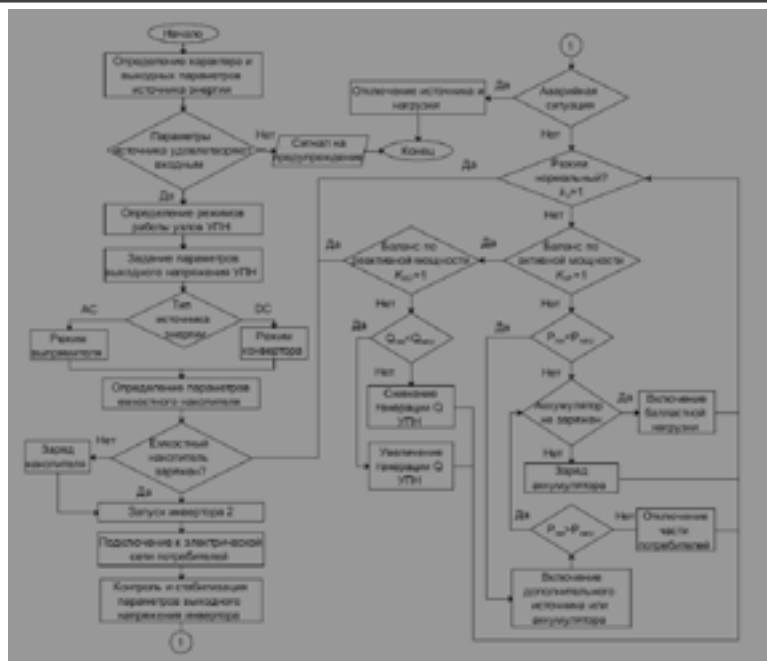 Начало
Определение характера и
выходных параметров
источника энергии
Параметры
источника удовлетворяют
входным
Нет
Сигнал на
предупреждение
Да
Определение режимов
работы узлов УПН
Задание параметров
выходного напряжения УПН
Тип
источника
энергии
AC
DC
Режим
выпрямителя
Режим
конвертора
Определение параметров
емкостного накопителя
Емкостный
накопитель
заряжен?
Нет
Заряд
накопителя
Да
Запуск инвертора 2
Подключение к электрической
сети потребителей
Контроль и стабилизация
параметров выходного
напряжения инвертора
1
1
Аварийная
ситуация
Да
Отключение источника и
нагрузки
Конец
Нет
Режим
нормальный?
Да
Нет
Баланс по
активной мощности
Да
Баланс по
реактивной мощности
Да
Нет
Да
Нет
Снижение
генерации Q
УПН
Увеличение
генерации Q
УПН
Нет
Да
Нет
Аккумулятор
не заряжен
Да
Включение
балластной
нагрузки
Нет
Заряд
аккумулятора
Да
Нет
Отключение
части
потребителей
Включение
дополнительного
источника или
аккумулятора